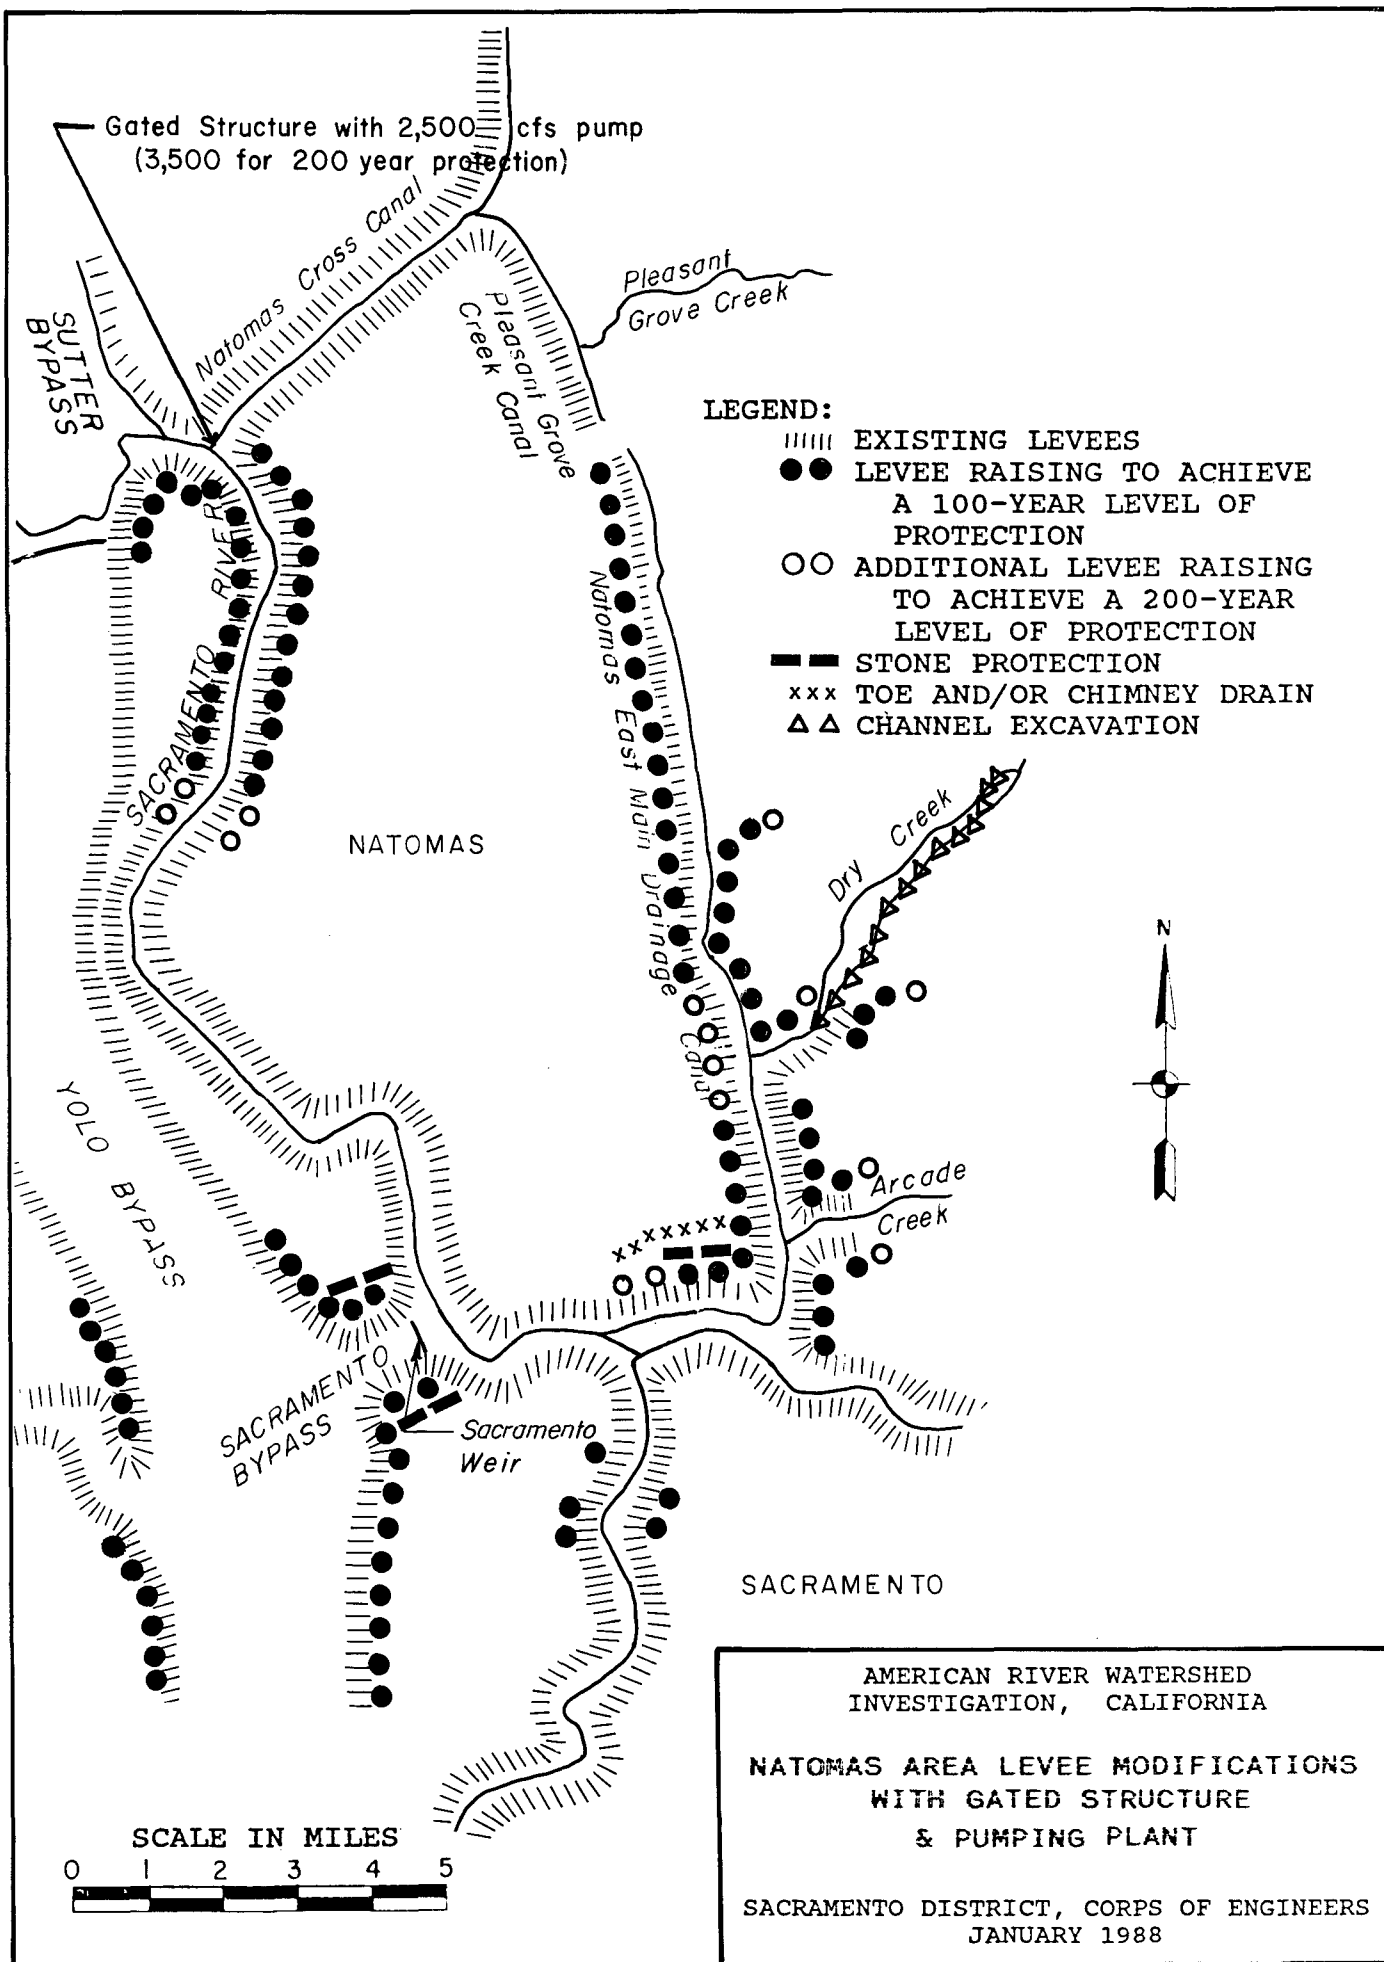 Gated Structure with 2,500 cfs pump
(3,500 for 200 year protection)
Natomas Cross Canal
Pleasant
Grove Creek
Pleasant Grove
Creek Canal
SUTTER
BYPASS
LEGEND:
EXISTING LEVEES
LEVEE RAISING TO ACHIEVE
A 100-YEAR LEVEL OF
PROTECTION
ADDITIONAL LEVEE RAISING
TO ACHIEVE A 200-YEAR
LEVEL OF PROTECTION
STONE PROTECTION
xxx TOE AND/OR CHIMNEY DRAIN
CHANNEL EXCAVATION
SACRAMENTO RIVER
Natomas East Main Drainage Canal
NATOMAS
Dry Creek
N
YOLO BYPASS
Arcade
Creek
SACRAMENTO
BYPASS
Sacramento
Weir
SACRAMENTO
SCALE IN MILES
0 1 2 3 4 5
AMERICAN RIVER WATERSHED
INVESTIGATION, CALIFORNIA
NATOMAS AREA LEVEE MODIFICATIONS
WITH GATED STRUCTURE
& PUMPING PLANT
SACRAMENTO DISTRICT, CORPS OF ENGINEERS
JANUARY 1988